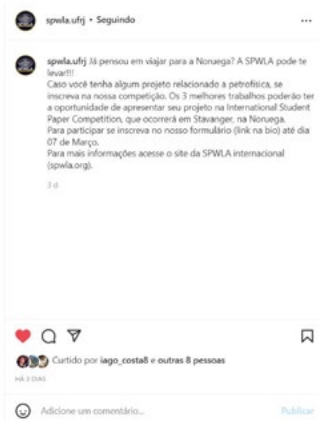 spwla.ufrj • Seguindo
spwla.ufrj Já pensou em viajar para a Noruega? A SPWLA pode te
levar!!!
Caso você tenha algum projeto relacionado a petrofísica, se
inscreva na nossa competição. Os 3 melhores trabalhos poderão ter
a oportunidade de apresentar seu projeto na International Student
Paper Competition, que ocorrerá em Stavanger, na Noruega.
Para participar se inscreva no nosso formulário (link na bio) até dia
07 de Março.
Para mais informações acesse o site da SPWLA internacional
(spwla.org).
3 d
Curtido por iago_costa8 e outras 8 pessoas
HÁ 3 DIAS
Adicione um comentário...
Publicar